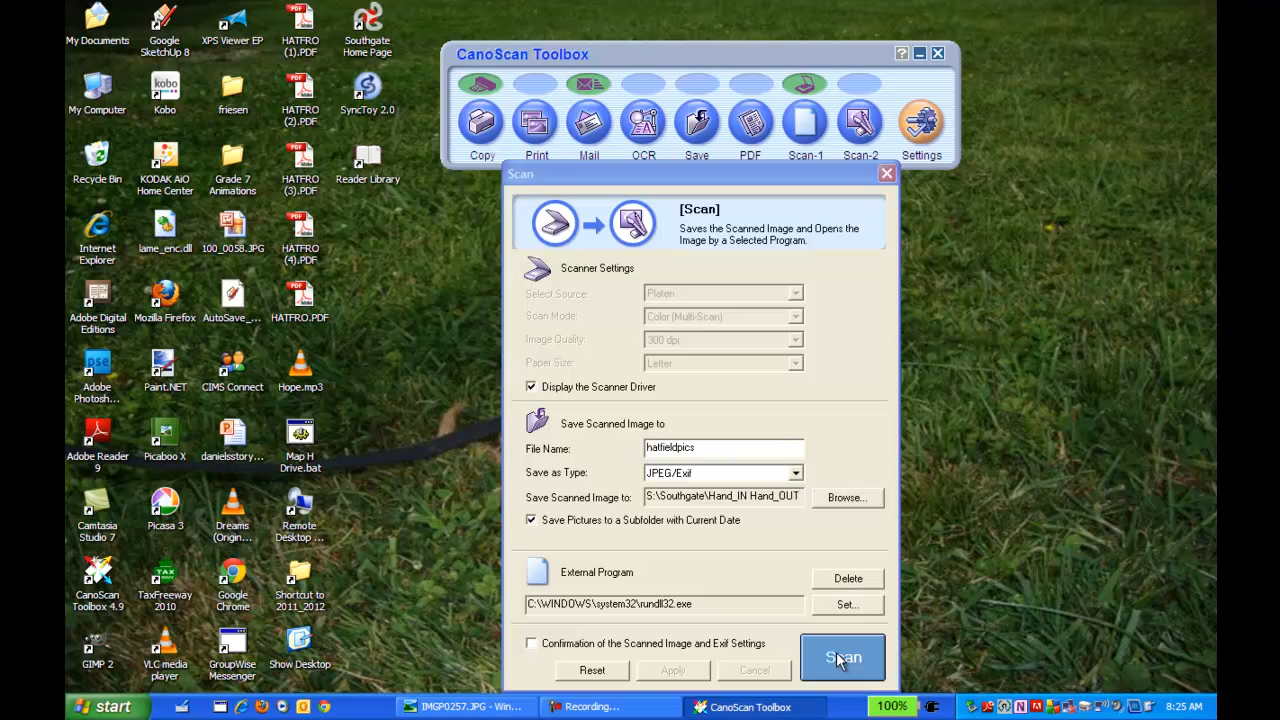 My Documents
Google
SketchUp 8
XPS Viewer EP
HATFRO
(1).PDF
Southgate
Home Page
My Computer
Kobo
friesen
HATFRO
(2).PDF
SyncToy 2.0
Recycle Bin
KODAK AiO
Home Center
Grade 7
Animations
HATFRO
(3).PDF
Reader Library
Internet
Explorer
lame_enc.dll
100_0058.JPG
HATFRO
(4).PDF
Adobe Digital
Editions
Mozilla Firefox
AutoSave_...
HATFRO.PDF
Adobe
Photosh...
Paint.NET
CIMS Connect
Hope.mp3
Adobe Reader
9
Picaboo X
danielsstory...
Map H
Drive.bat
Camtasia
Studio 7
Picasa 3
Dreams
(Origin...
Remote
Desktop ...
CanoScan
Toolbox 4.9
TaxFreeway
2010
Google
Chrome
Shortcut to
2011_2012
GIMP 2
VLC media
player
GroupWise
Messenger
Show Desktop
CanoScan Toolbox
Copy
Print
Mail
OCR
Save
PDF
Scan-1
Scan-2
Settings
Scan
[Scan]
Saves the Scanned Image and Opens the
Image by a Selected Program.
Scanner Settings
Select Source: Platen
Scan Mode: Color (Multi-Scan)
Image Quality: 300 dpi
Paper Size: Letter
Display the Scanner Driver
Save Scanned Image to
File Name: hatfieldpics
Save as Type: JPEG/Exif
Save Scanned Image to: S:\Southgate\Hand_IN Hand_OUT Browse...
Save Pictures to a Subfolder with Current Date
External Program
Delete
C:\WINDOWS\system32\rundll32.exe Set...
Confirmation of the Scanned Image and Exif Settings
Scan
Reset Apply Cancel
start
IMGP0257.JPG - Win...
Recording...
CanoScan Toolbox
100%
8:25 AM